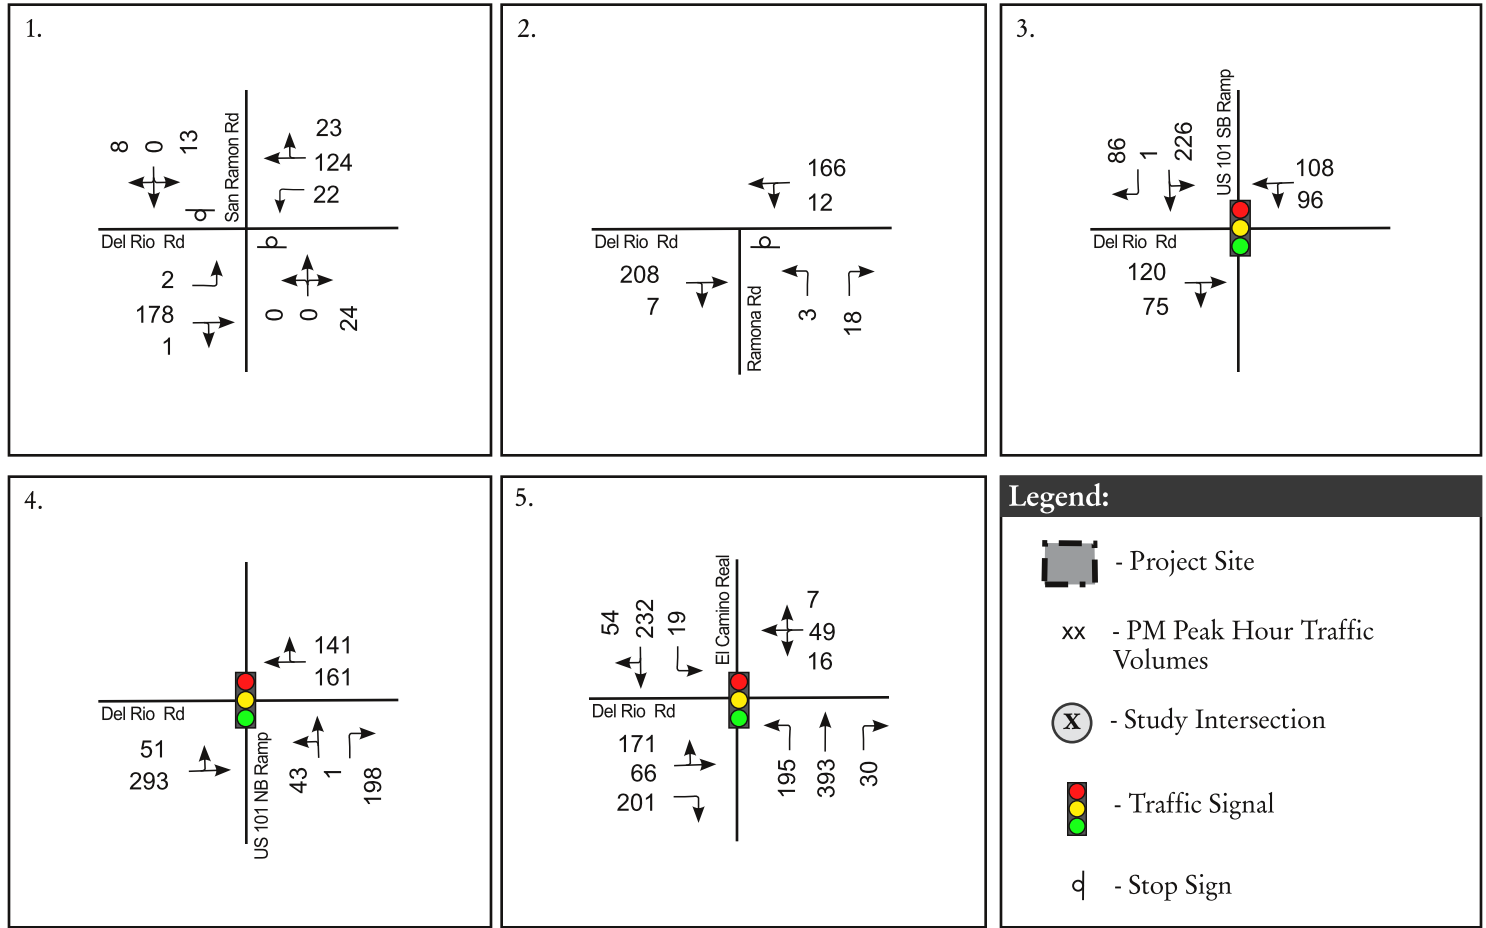 1.
8 0 13
San Ramon Rd
23
124
22
Del Rio Rd
2
178
1
0 0 24
2.
166
12
Del Rio Rd
208
7
Ramona Rd
3 18
3.
86 1 226
US 101 SB Ramp
108
96
Del Rio Rd
120
75
4.
141
161
Del Rio Rd
51
293
US 101 NB Ramp
43 1 198
5.
54 232 19
El Camino Real
7
49
16
Del Rio Rd
171
66
201
195 393 30
Legend:
- Project Site
xx - PM Peak Hour Traffic
Volumes
X - Study Intersection
- Traffic Signal
- Stop Sign